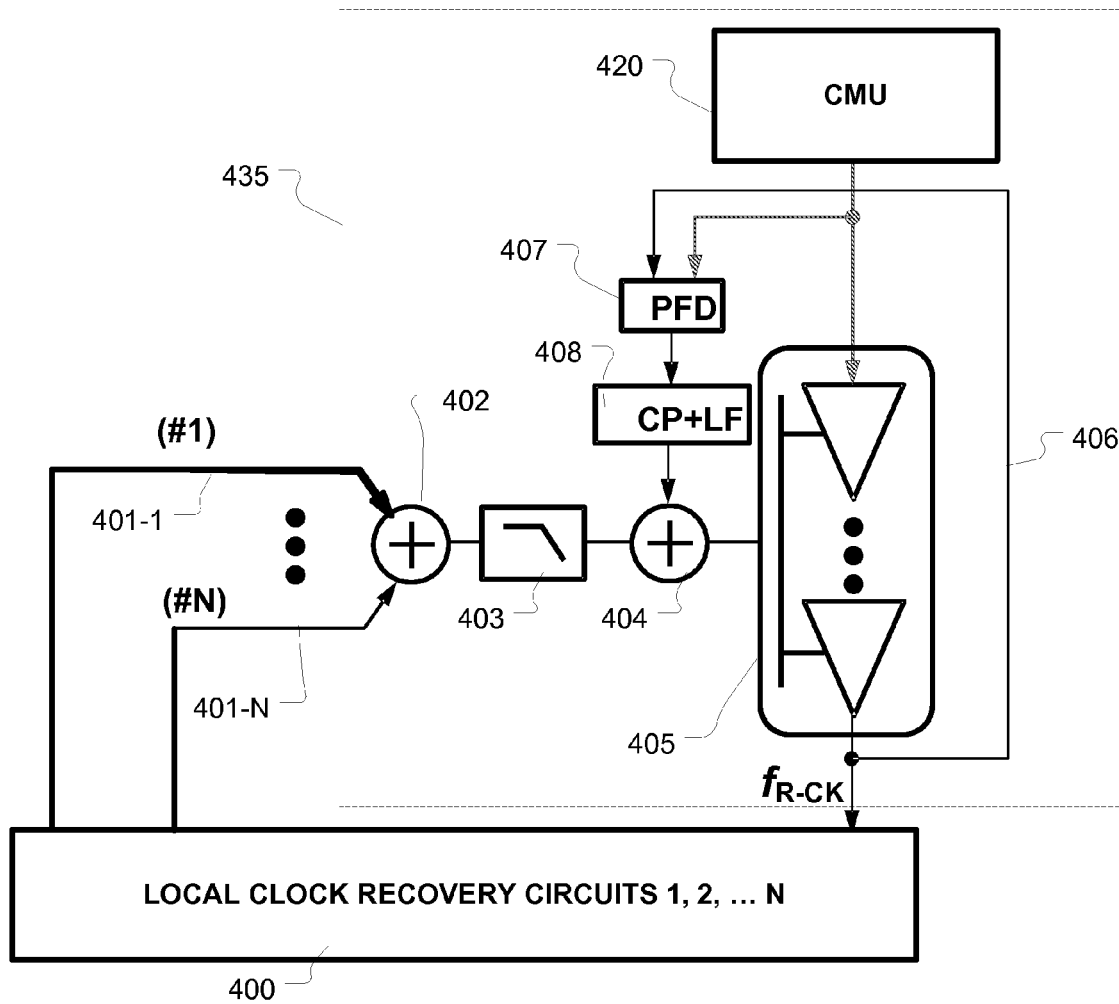 420
CMU
435
407
PFD
408
CP+LF
402
(#1)
406
401-1
(#N)
403
404
401-N
405
fR-CK
LOCAL CLOCK RECOVERY CIRCUITS 1, 2, ... N
400